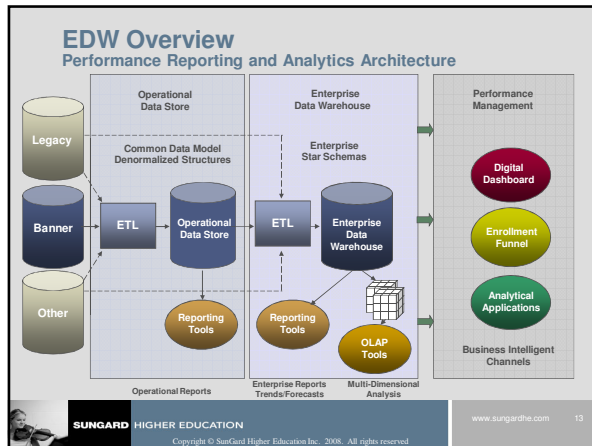 EDW Overview
Performance Reporting and Analytics Architecture
Operational
Data Store
Enterprise
Data Warehouse
Performance
Management
Legacy
Common Data Model
Denormalized Structures
Enterprise
Star Schemas
Digital
Dashboard
Banner
ETL
Operational
Data Store
ETL
Enterprise
Data
Warehouse
Enrollment
Funnel
Other
Reporting
Tools
Reporting
Tools
OLAP
Tools
Analytical
Applications
Business Intelligent
Channels
Operational Reports
Enterprise Reports
Trends/Forecasts
Multi-Dimensional
Analysis
SUNGARD HIGHER EDUCATION
www.sungardhe.com 13
Copyright © SunGard Higher Education Inc. 2008. All rights reserved